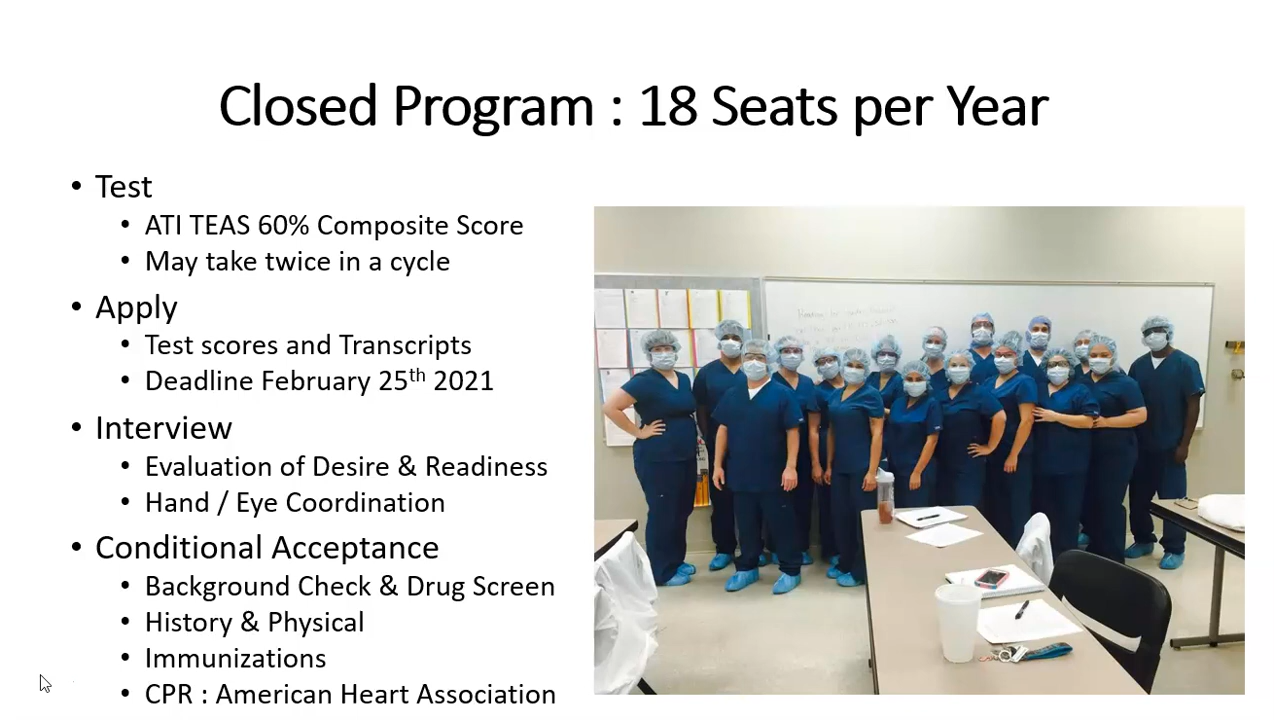 Closed Program : 18 Seats per Year
• Test
• ATI TEAS 60% Composite Score
• May take twice in a cycle
• Apply
• Test scores and Transcripts
• Deadline February 25th 2021
• Interview
• Evaluation of Desire & Readiness
• Hand / Eye Coordination
• Conditional Acceptance
• Background Check & Drug Screen
• History & Physical
• Immunizations
• CPR : American Heart Association